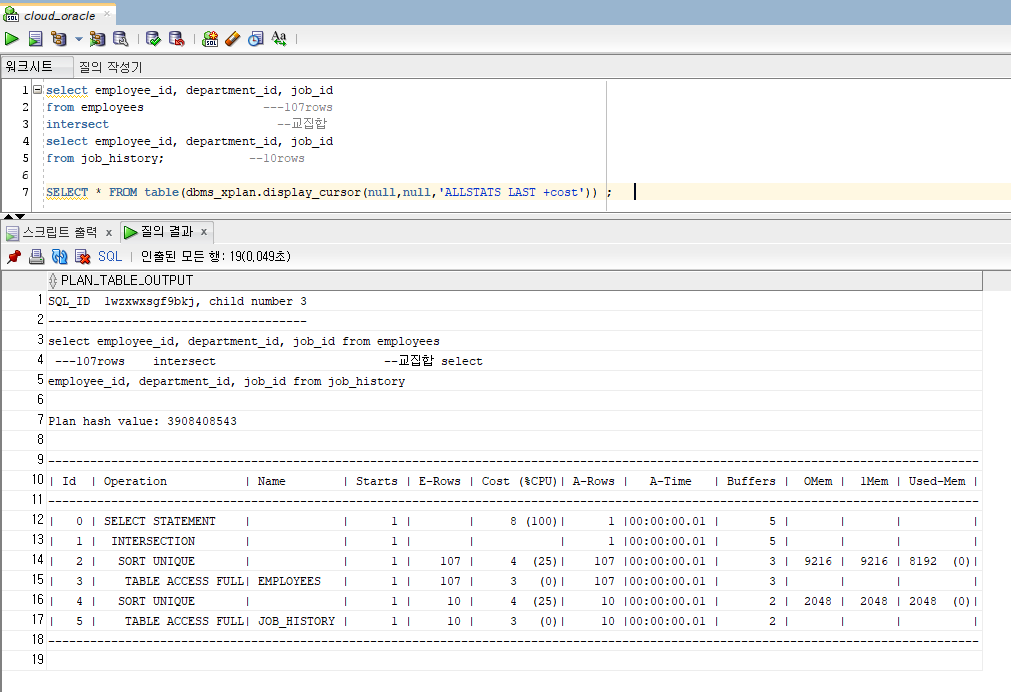 cloud_oracle
워크시트 질의 작성기
1 select employee_id, department_id, job_id
2 from employees ---107rows
3 intersect --교집합
4 select employee_id, department_id, job_id
5 from job_history; --10rows
6
7 SELECT * FROM table(dbms_xplan.display_cursor(null,null,'ALLSTATS LAST +cost')) ;
스크립트 출력 x 질의 결과 x
SQL | 인출된 모든 행: 19(0,049초)
PLAN_TABLE_OUTPUT
1 SQL_ID 1wzxwxsgf9bkj, child number 3
2 -------------------------------------
3 select employee_id, department_id, job_id from employees
4 ---107rows intersect --교집합 select
5 employee_id, department_id, job_id from job_history
6
7 Plan hash value: 3908408543
8
9 -------------------------------------------------------------------------------------------------------------------------------------
10 | Id | Operation | Name | Starts | E-Rows | Cost (%CPU)| A-Rows | A-Time | Buffers | OMem | 1Mem | Used-Mem |
11 -------------------------------------------------------------------------------------------------------------------------------------
12 | 0 | SELECT STATEMENT | | 1 | | 8 (100)| 1 |00:00:00.01 | 5 | | | |
13 | 1 | INTERSECTION | | 1 | | | 1 |00:00:00.01 | 5 | | | |
14 | 2 | SORT UNIQUE | | 1 | 107 | 4 (25)| 107 |00:00:00.01 | 3 | 9216 | 9216 | 8192 (0)|
15 | 3 | TABLE ACCESS FULL| EMPLOYEES | 1 | 107 | 3 (0)| 107 |00:00:00.01 | 3 | | | |
16 | 4 | SORT UNIQUE | | 1 | 10 | 4 (25)| 10 |00:00:00.01 | 2 | 2048 | 2048 | 2048 (0)|
17 | 5 | TABLE ACCESS FULL| JOB_HISTORY | 1 | 10 | 3 (0)| 10 |00:00:00.01 | 2 | | | |
18 -------------------------------------------------------------------------------------------------------------------------------------
19